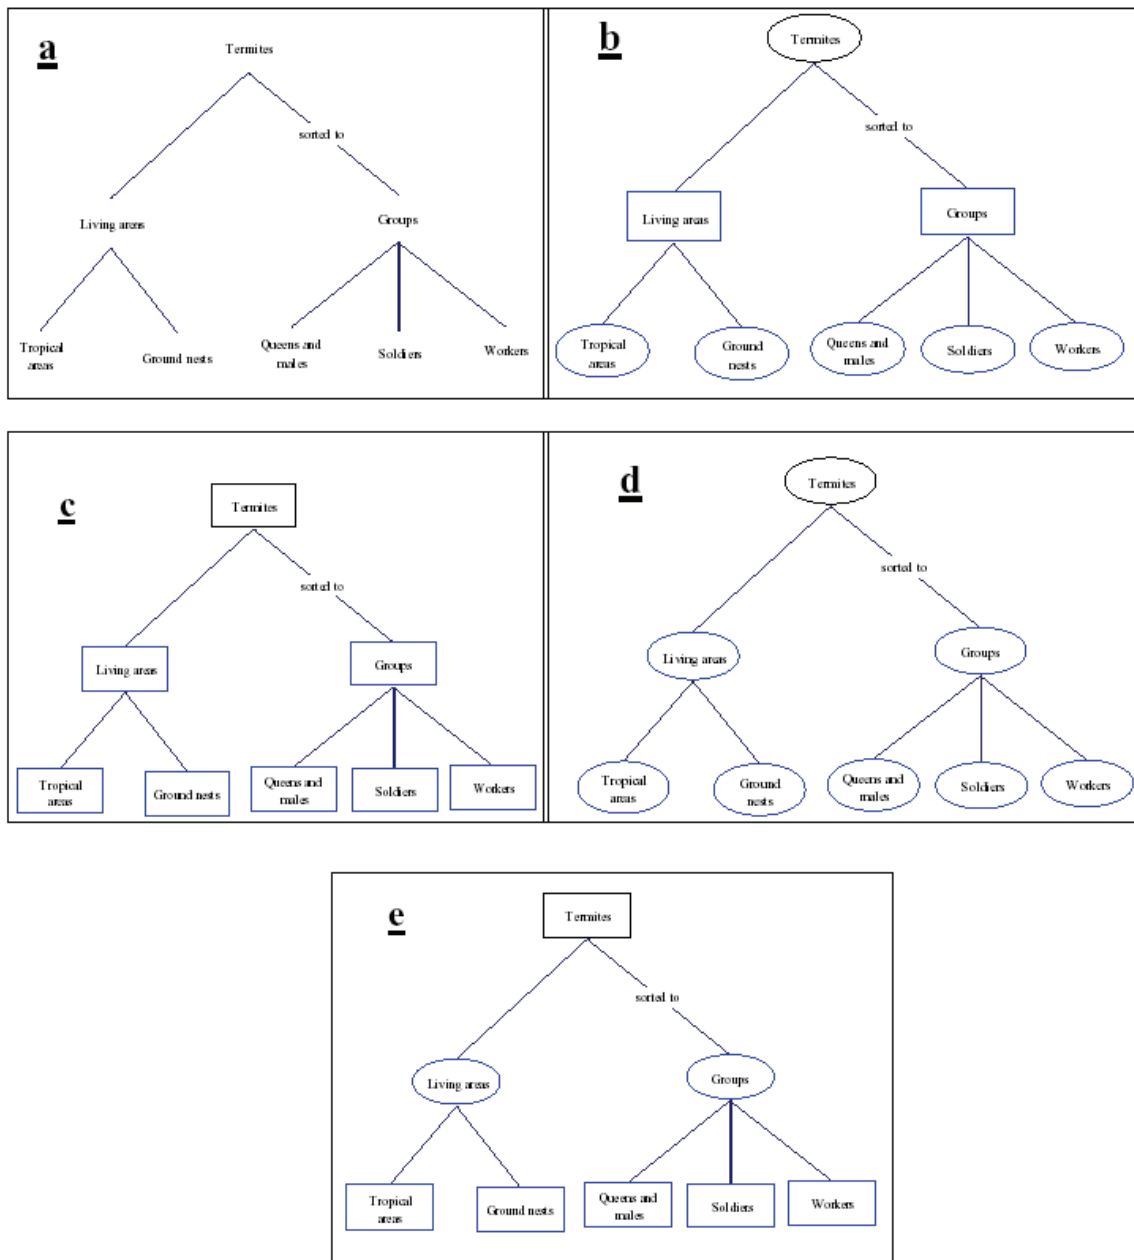 a
Termites
sorted to
Living areas
Groups
Tropical
areas
Ground nests
Queens and
males
Soldiers
Workers
b
Termites
sorted to
Living areas
Groups
Tropical
areas
Ground
nests
Queens and
males
Soldiers
Workers
c
Termites
sorted to
Living areas
Groups
Tropical
areas
Ground nests
Queens and
males
Soldiers
Workers
d
Termites
sorted to
Living areas
Groups
Tropical
areas
Ground
nests
Queens and
males
Soldiers
Workers
e
Termites
sorted to
Living areas
Groups
Tropical
areas
Ground nests
Queens and
males
Soldiers
Workers